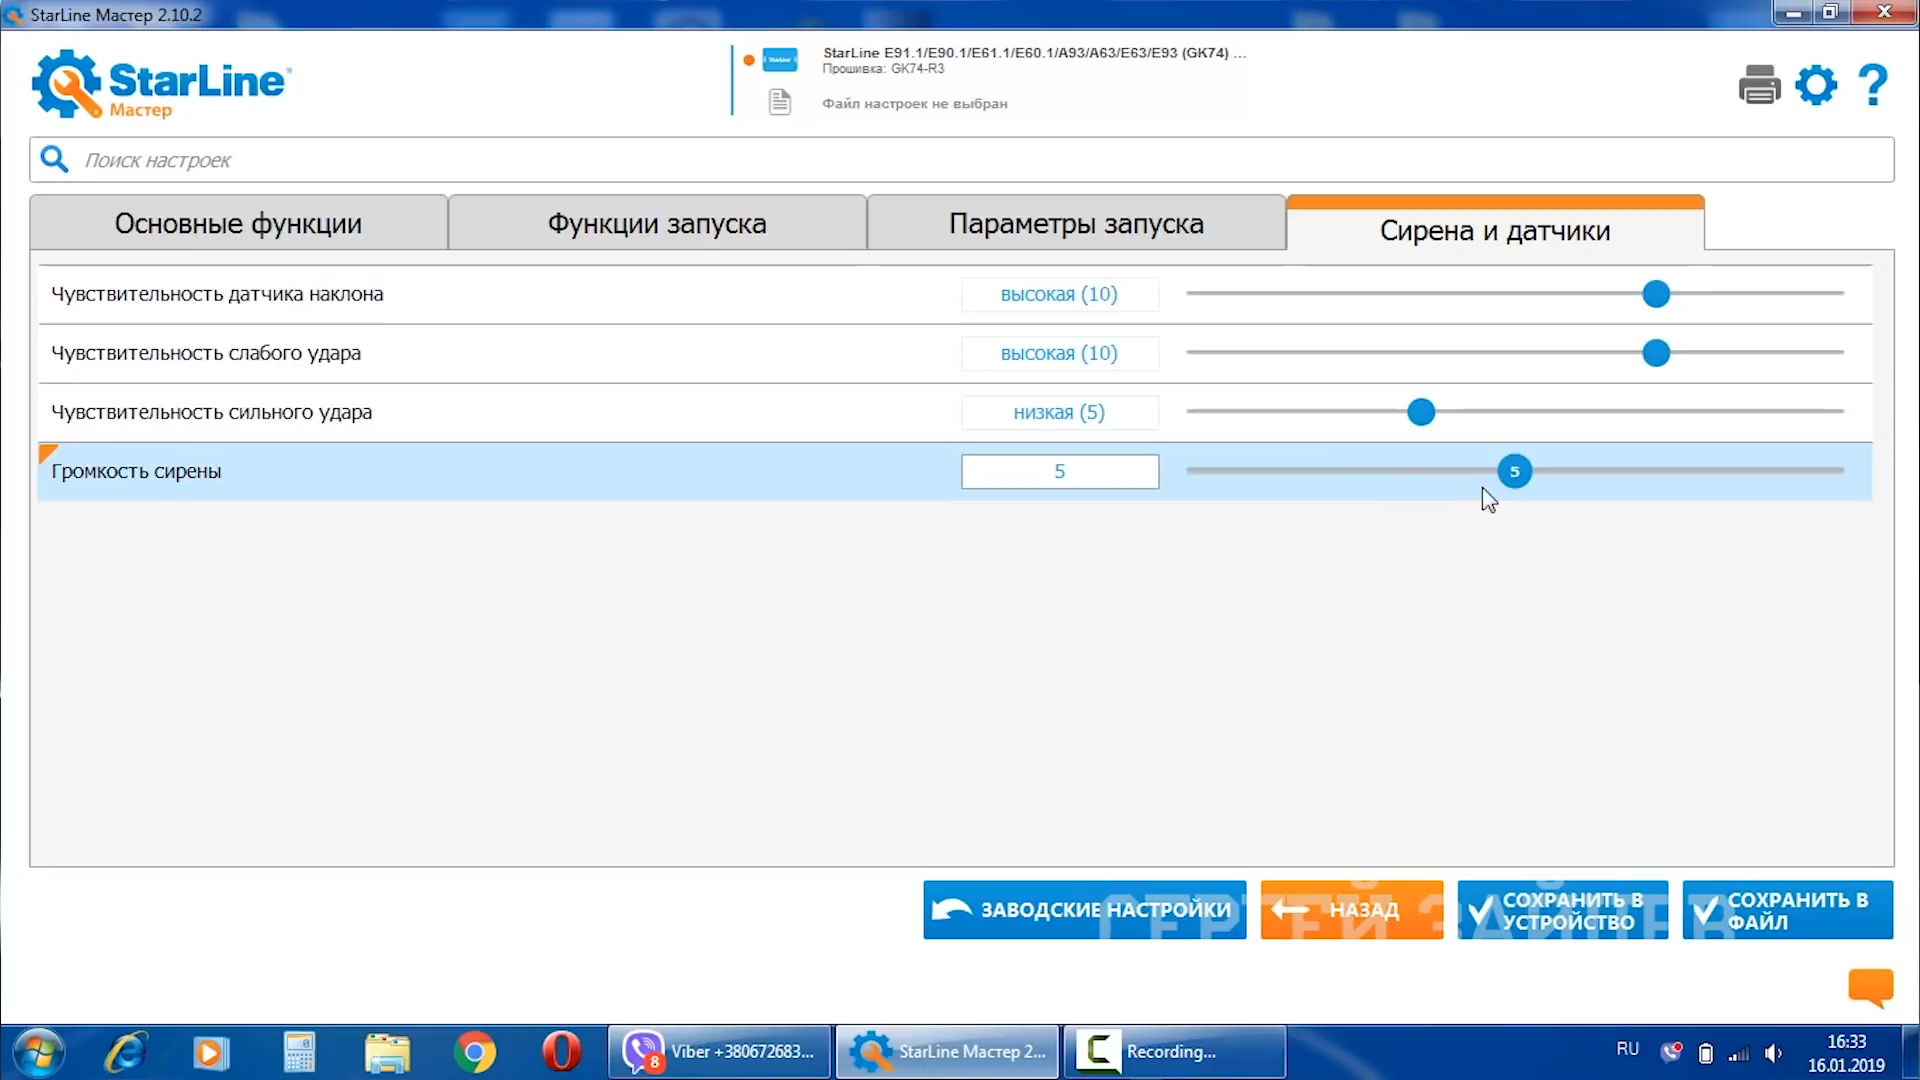 StarLine Мастер 2.10.2
StarLine
Мастер
StarLine E91.1/E90.1/E61.1/E60.1/A93/A63/E63/E93 (GK74) ...
Прошивка: GK74-R3
Файл настроек не выбран
Поиск настроек
Основные функции
Функции запуска
Параметры запуска
Сирена и датчики
Чувствительность датчика наклона
высокая (10)
Чувствительность слабого удара
высокая (10)
Чувствительность сильного удара
низкая (5)
Громкость сирены
5
5
ЗАВОДСКИЕ НАСТРОЙКИ
НАЗАД
СОХРАНИТЬ В
УСТРОЙСТВО
СОХРАНИТЬ В
ФАЙЛ
СЕРГЕЙ ЗАЙЦЕВ
8
Viber +380672683...
StarLine Мастер 2...
Recording...
RU
16:33
16.01.2019